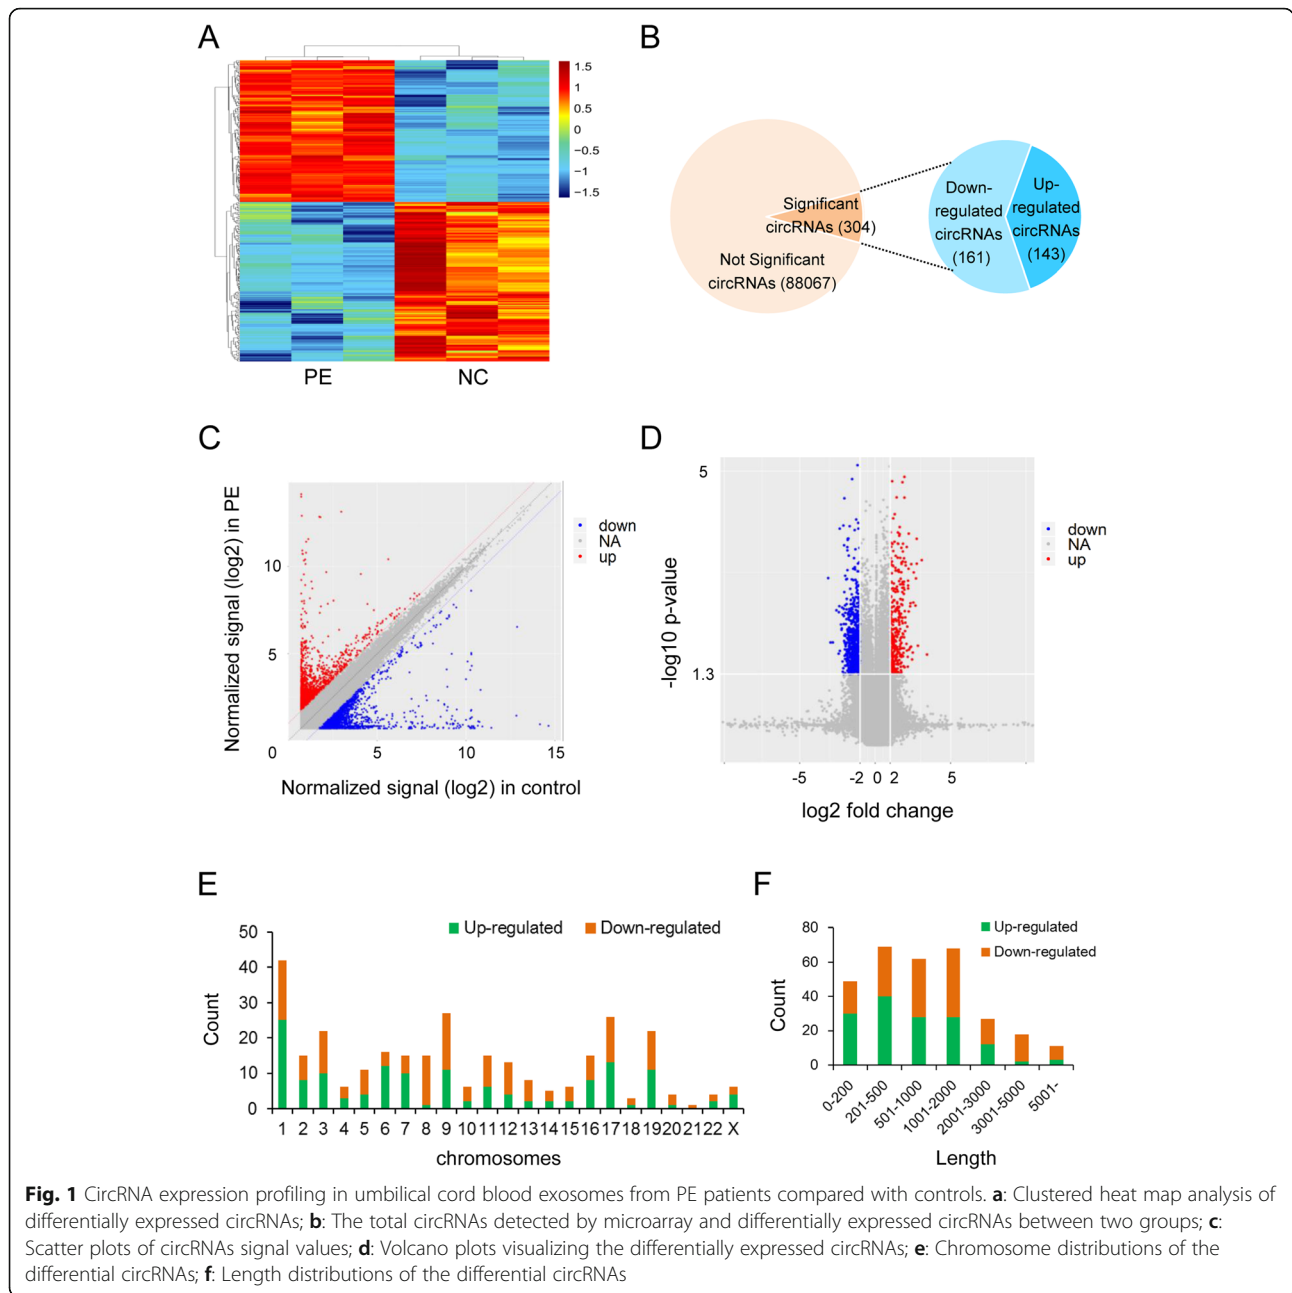 A
1.5
1
0.5
0
−0.5
−1
−1.5
PE
NC
B
Significant
circRNAs (304)
Not Significant
circRNAs (88067)
Down-
regulated
circRNAs
(161)
Up-
regulated
circRNAs
(143)
C
Normalized signal (log2) in PE
10
5
0
5
10
15
Normalized signal (log2) in control
down
NA
up
D
-log10 p-value
5
1.3
-5
-2
0
2
5
log2 fold change
down
NA
up
E
Up-regulated
Down-regulated
Count
50
40
30
20
10
0
1 2 3 4 5 6 7 8 9 10 11 12 13 14 15 16 17 18 19 20 21 22 X
chromosomes
F
Up-regulated
Down-regulated
Count
80
60
40
20
0
0-200
201-500
501-1000
1001-2000
2001-3000
3001-5000
5001-
Length
Fig. 1 CircRNA expression profiling in umbilical cord blood exosomes from PE patients compared with controls. a: Clustered heat map analysis of
differentially expressed circRNAs; b: The total circRNAs detected by microarray and differentially expressed circRNAs between two groups; c:
Scatter plots of circRNAs signal values; d: Volcano plots visualizing the differentially expressed circRNAs; e: Chromosome distributions of the
differential circRNAs; f: Length distributions of the differential circRNAs